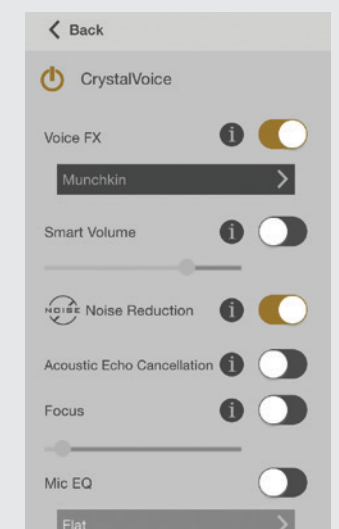 Back
CrystalVoice
Voice FX
Munchkin
Smart Volume
NOISE Noise Reduction
Acoustic Echo Cancellation
Focus
Mic EQ
Flat